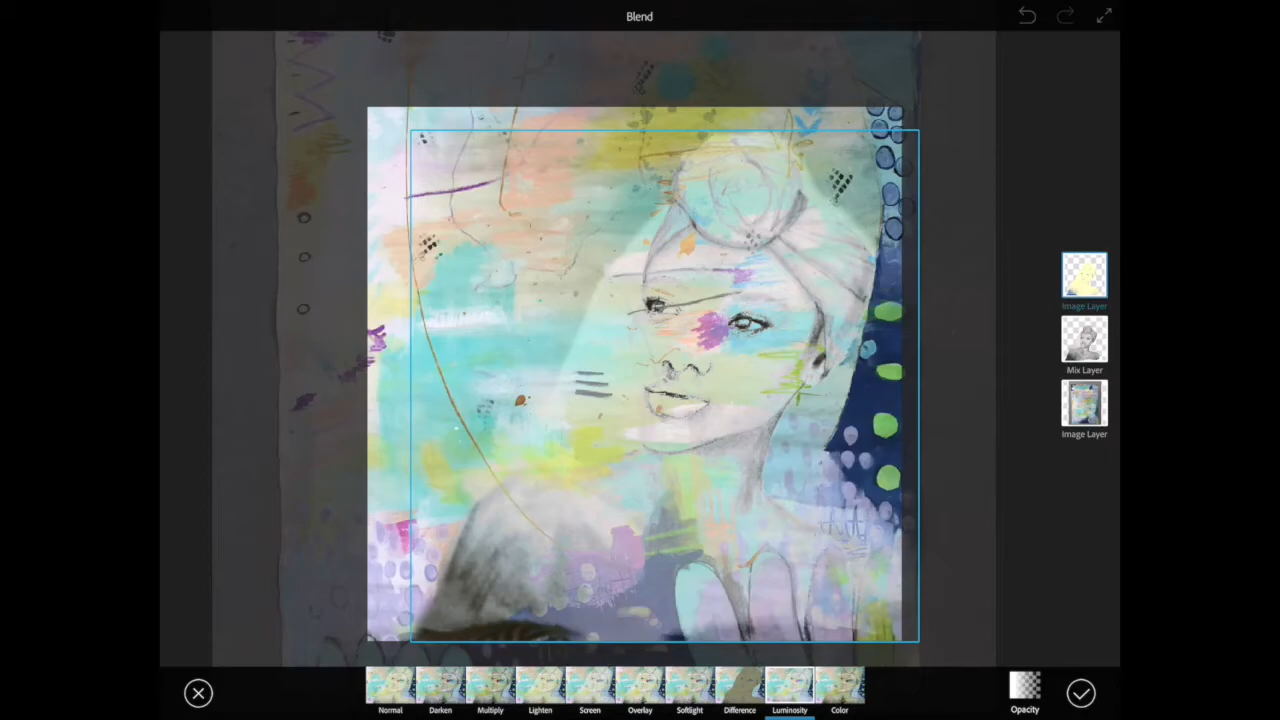 Blend
Image Layer
Mix Layer
Image Layer
Normal
Darken
Multiply
Lighten
Screen
Overlay
Softlight
Difference
Luminosity
Color
Opacity